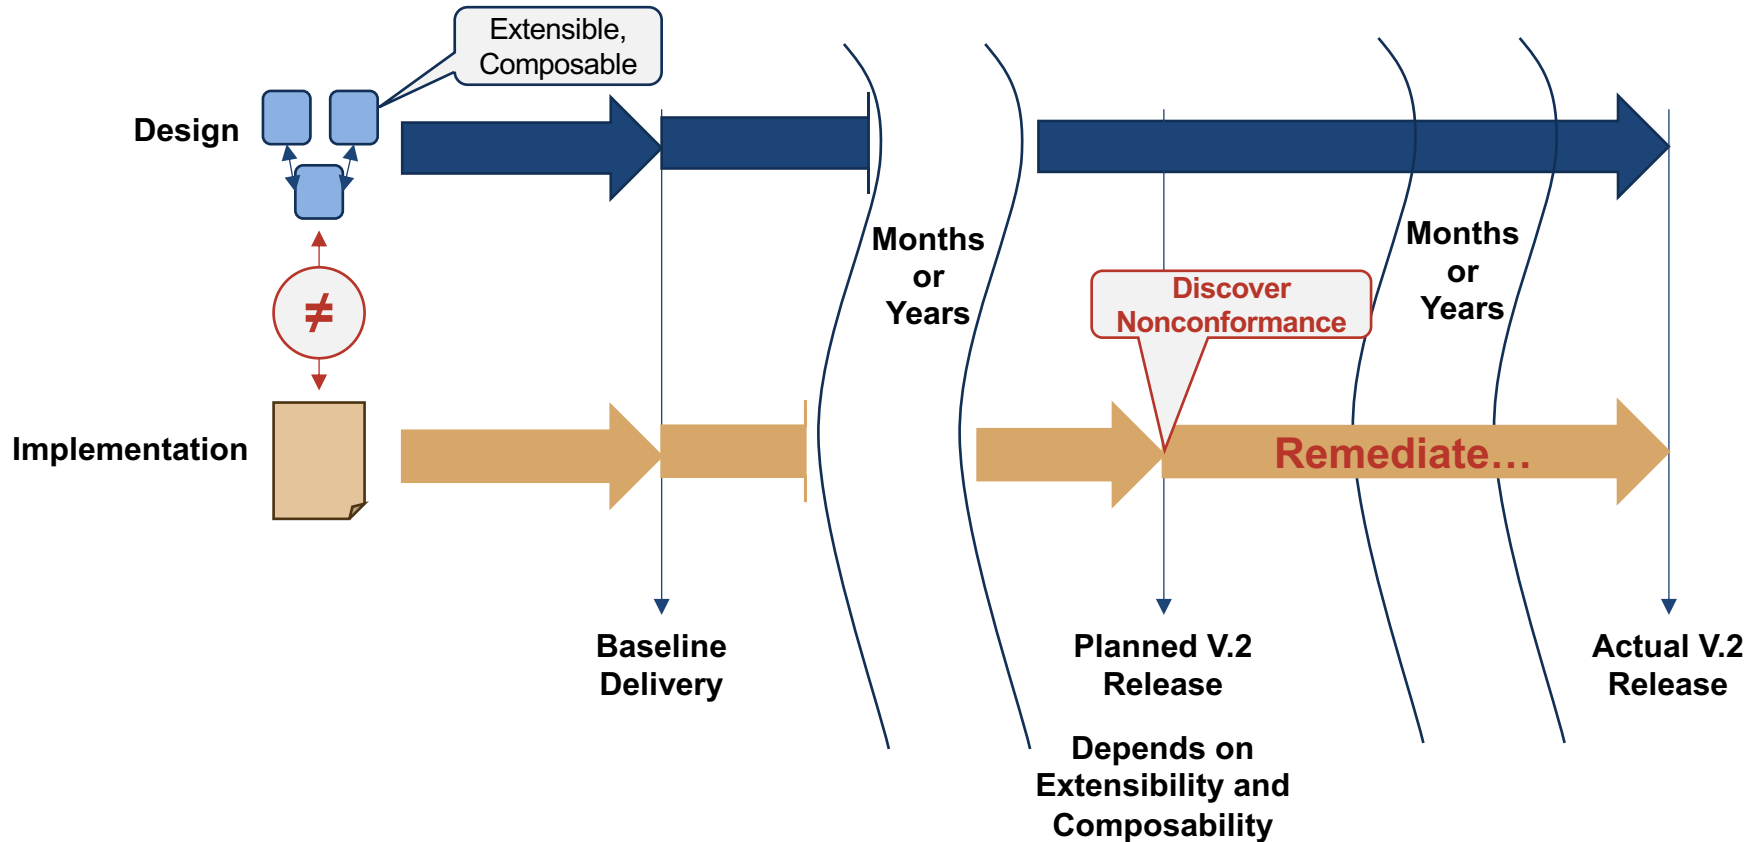 Extensible,
Composable
Design
Months
or
Years
Months
or
Years
Discover
Nonconformance
≠
Implementation
Remediate…
Baseline
Delivery
Planned V.2
Release
Actual V.2
Release
Depends on
Extensibility and
Composability